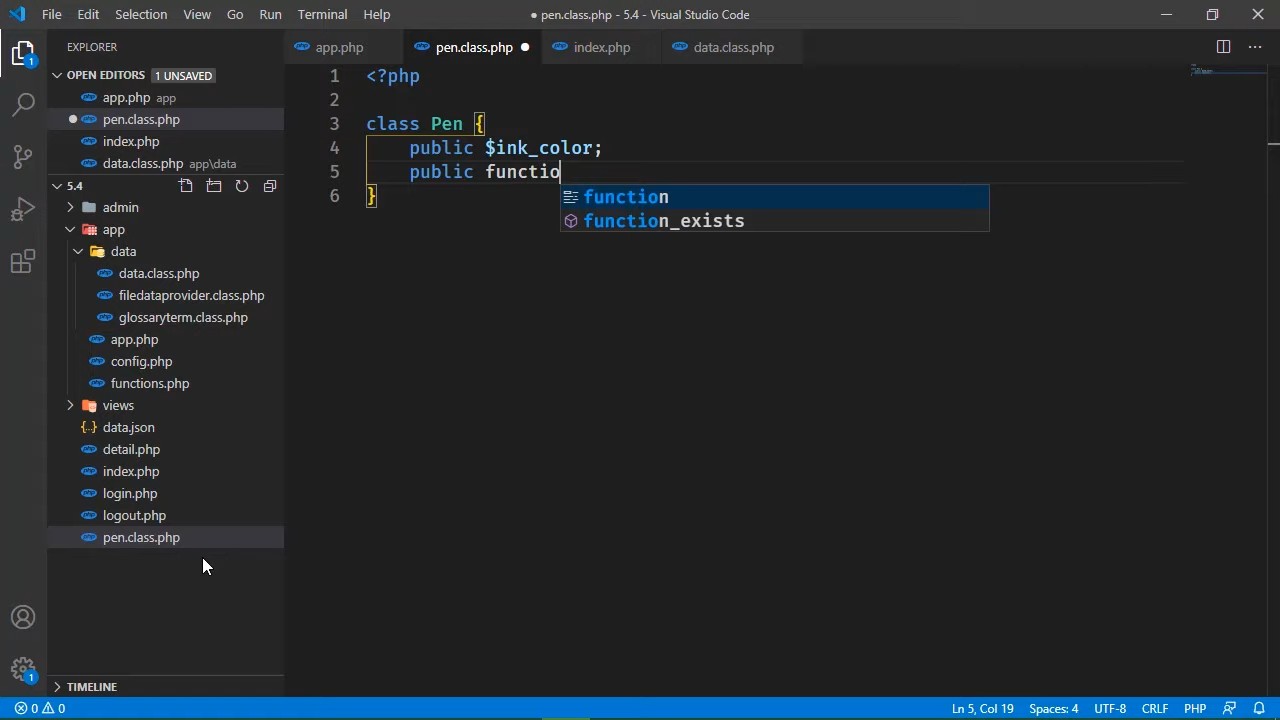 File Edit Selection View Go Run Terminal Help
● pen.class.php - 5.4 - Visual Studio Code
EXPLORER
OPEN EDITORS 1 UNSAVED
app.php app
pen.class.php
index.php
data.class.php app\data
5.4
admin
app
data
data.class.php
filedataprovider.class.php
glossaryterm.class.php
app.php
config.php
functions.php
views
data.json
detail.php
index.php
login.php
logout.php
pen.class.php
TIMELINE
app.php
pen.class.php
index.php
data.class.php
1 <?php
2
3 class Pen {
4 public $ink_color;
5 public functio
6 }
function
function_exists
1
1
0 0
Ln 5, Col 19 Spaces: 4 UTF-8 CRLF PHP